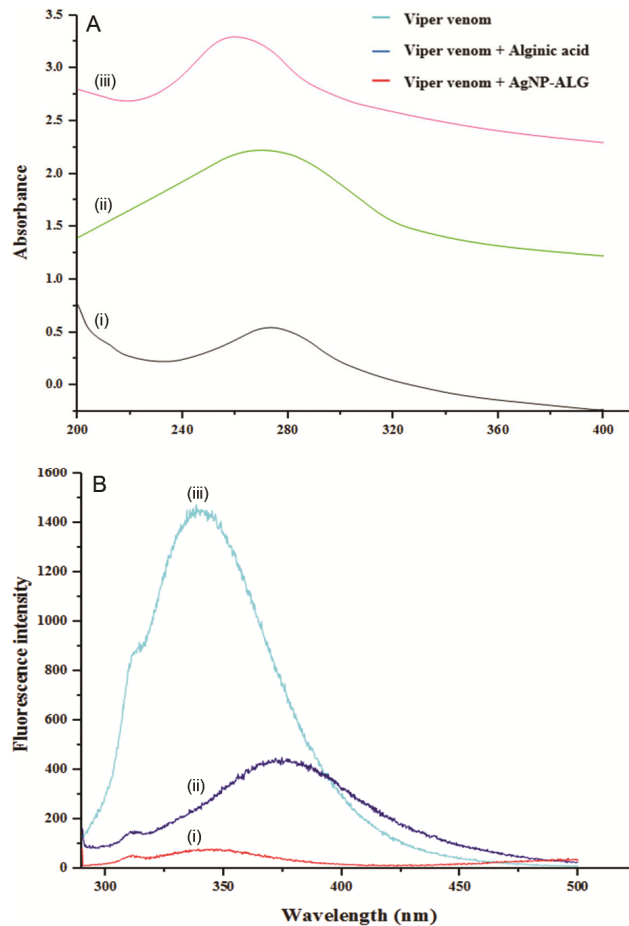 A
Viper venom
Viper venom + Alginic acid
Viper venom + AgNP-ALG
(iii)
(ii)
(i)
Absorbance
3.5
3.0
2.5
2.0
1.5
1.0
0.5
0.0
200 240 280 320 360 400
B
(iii)
(ii)
(i)
Fluorescence intensity
1600
1400
1200
1000
800
600
400
200
0
300 350 400 450 500
Wavelength (nm)